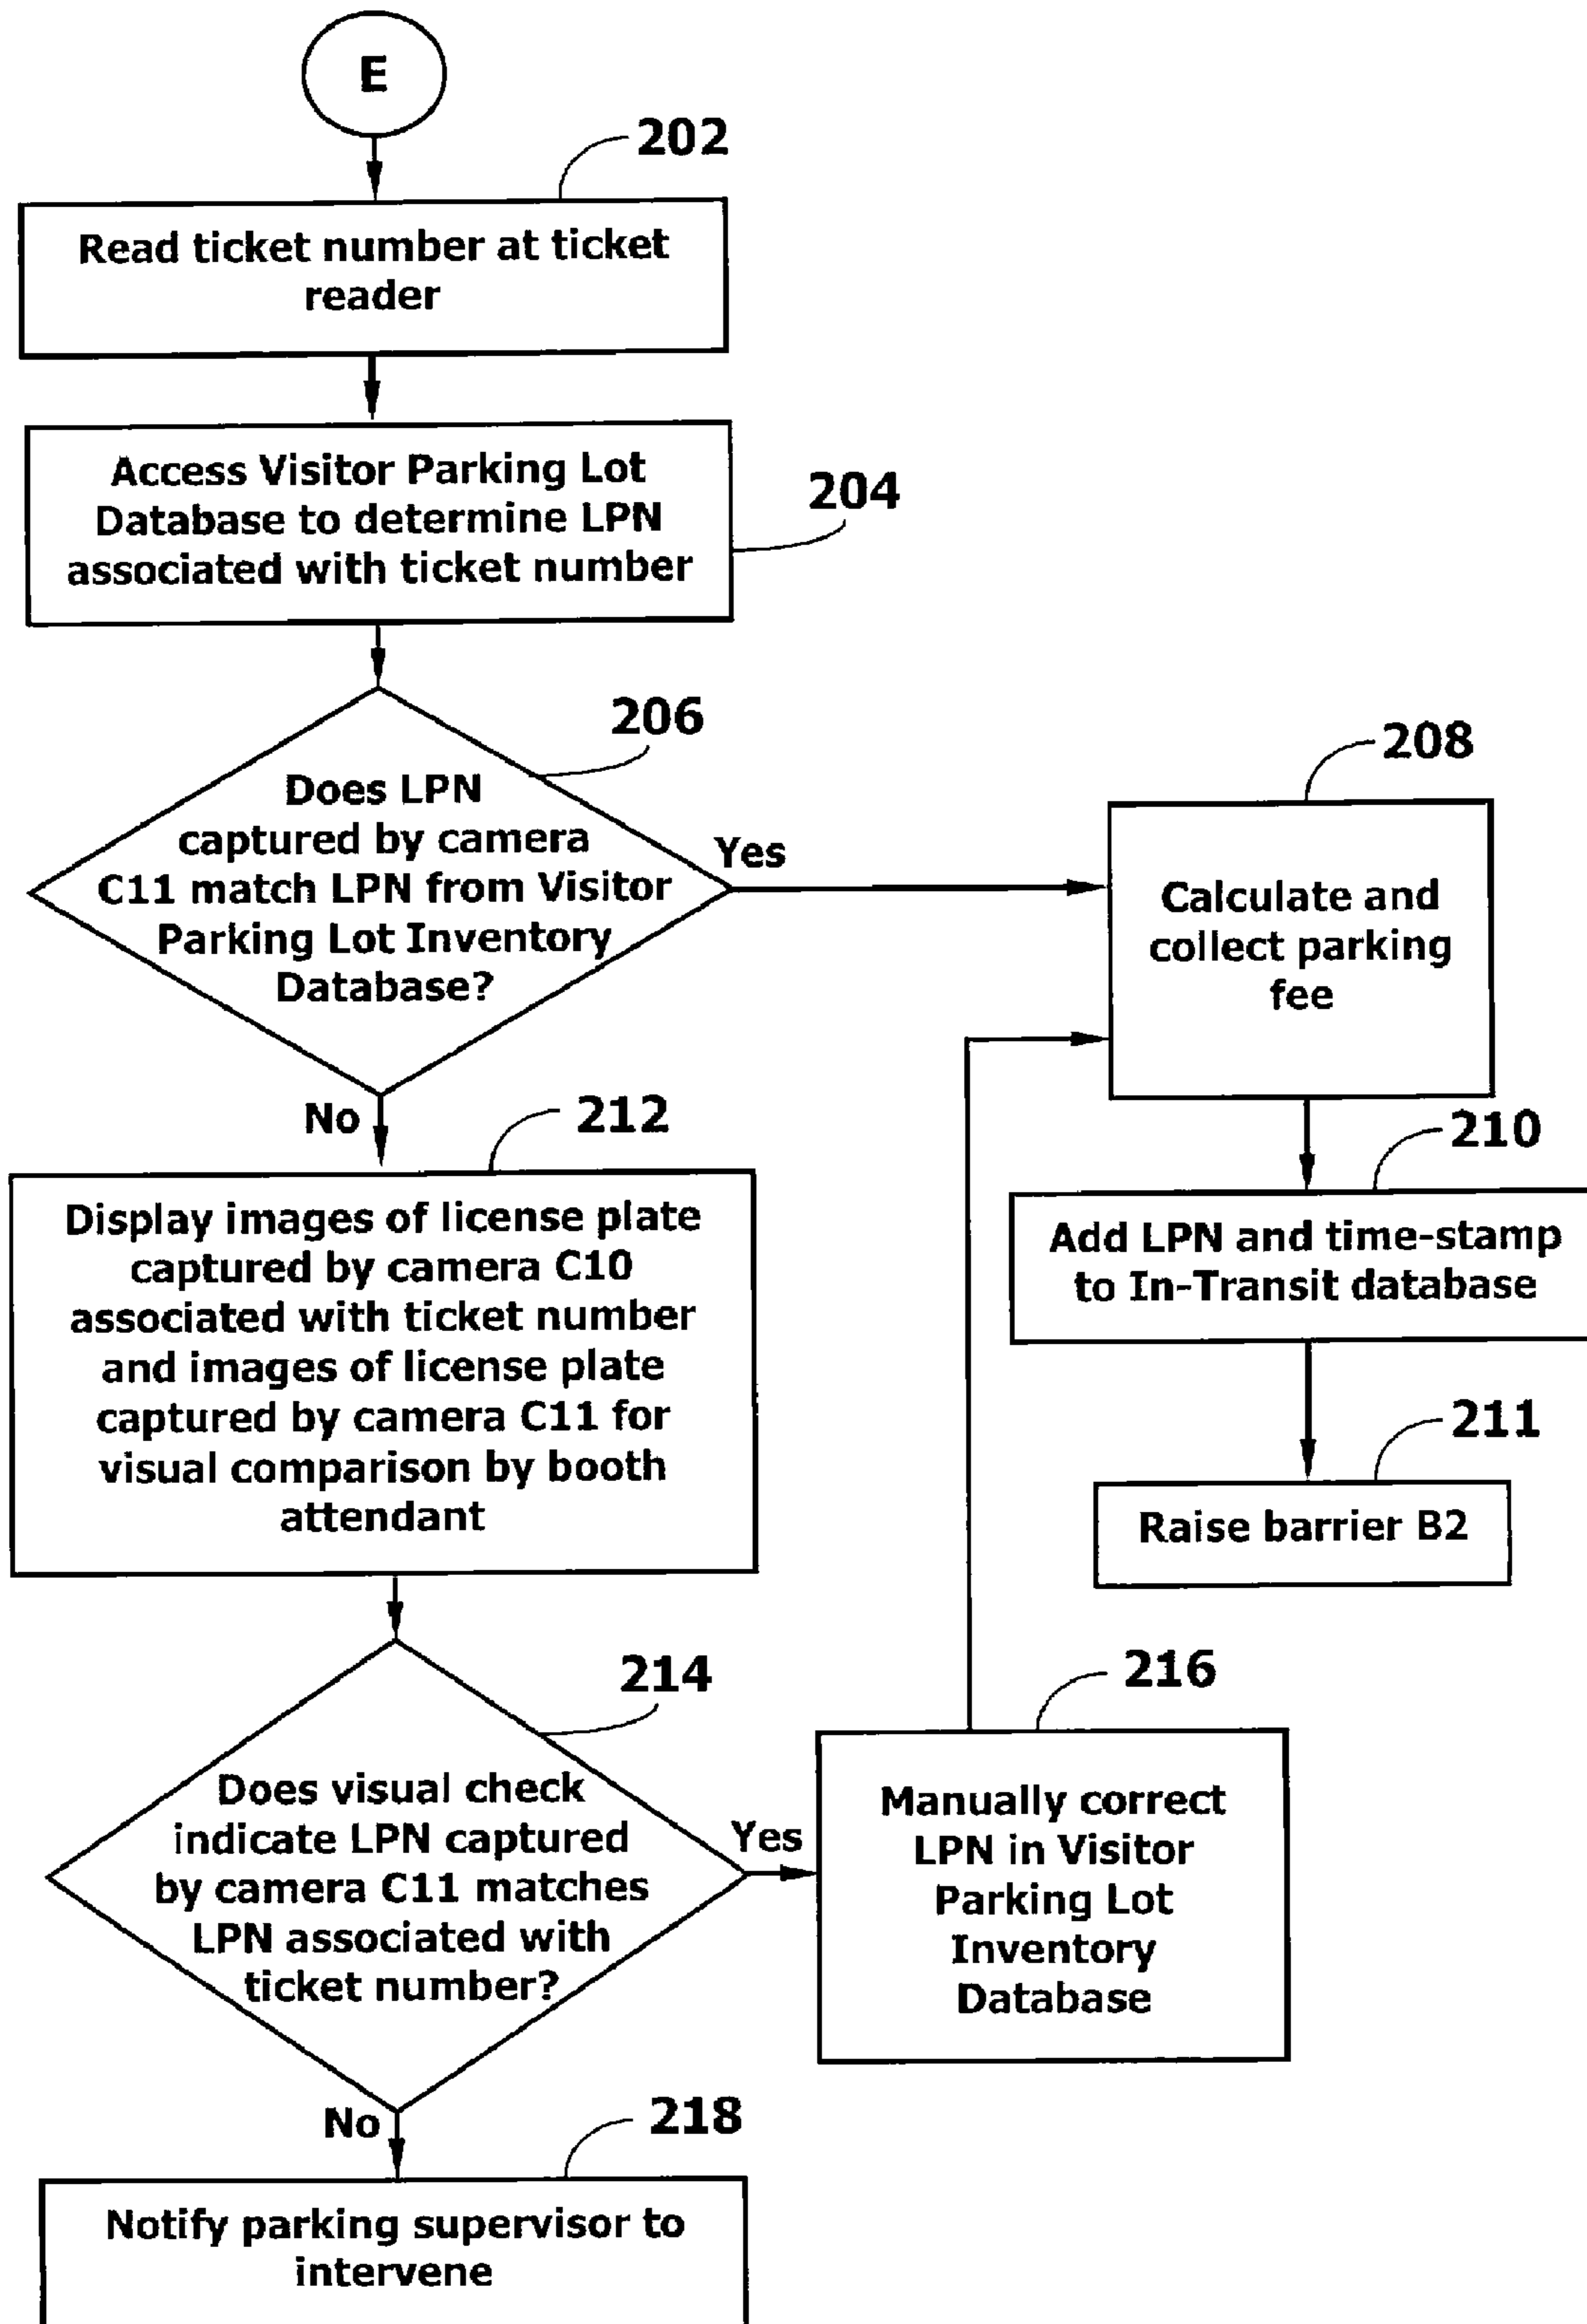 E
202
Read ticket number at ticket
reader
204
Access Visitor Parking Lot
Database to determine LPN
associated with ticket number
206
Does LPN
captured by camera
C11 match LPN from Visitor
Parking Lot Inventory
Database?
Yes
No
208
Calculate and
collect parking
fee
210
Add LPN and time-stamp
to In-Transit database
211
Raise barrier B2
212
Display images of license plate
captured by camera C10
associated with ticket number
and images of license plate
captured by camera C11 for
visual comparison by booth
attendant
214
Does visual check
indicate LPN captured
by camera C11 matches
LPN associated with
ticket number?
Yes
No
216
Manually correct
LPN in Visitor
Parking Lot
Inventory
Database
218
Notify parking supervisor to
intervene